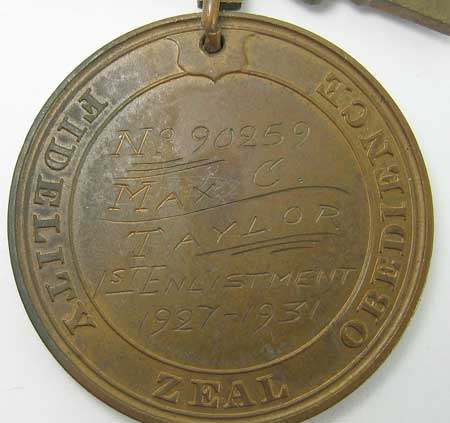 FIDELITY
ZEAL
OBEDIENCE
No 90259
MAX C.
TAYLOR
1ST ENLISTMENT
1927-1931